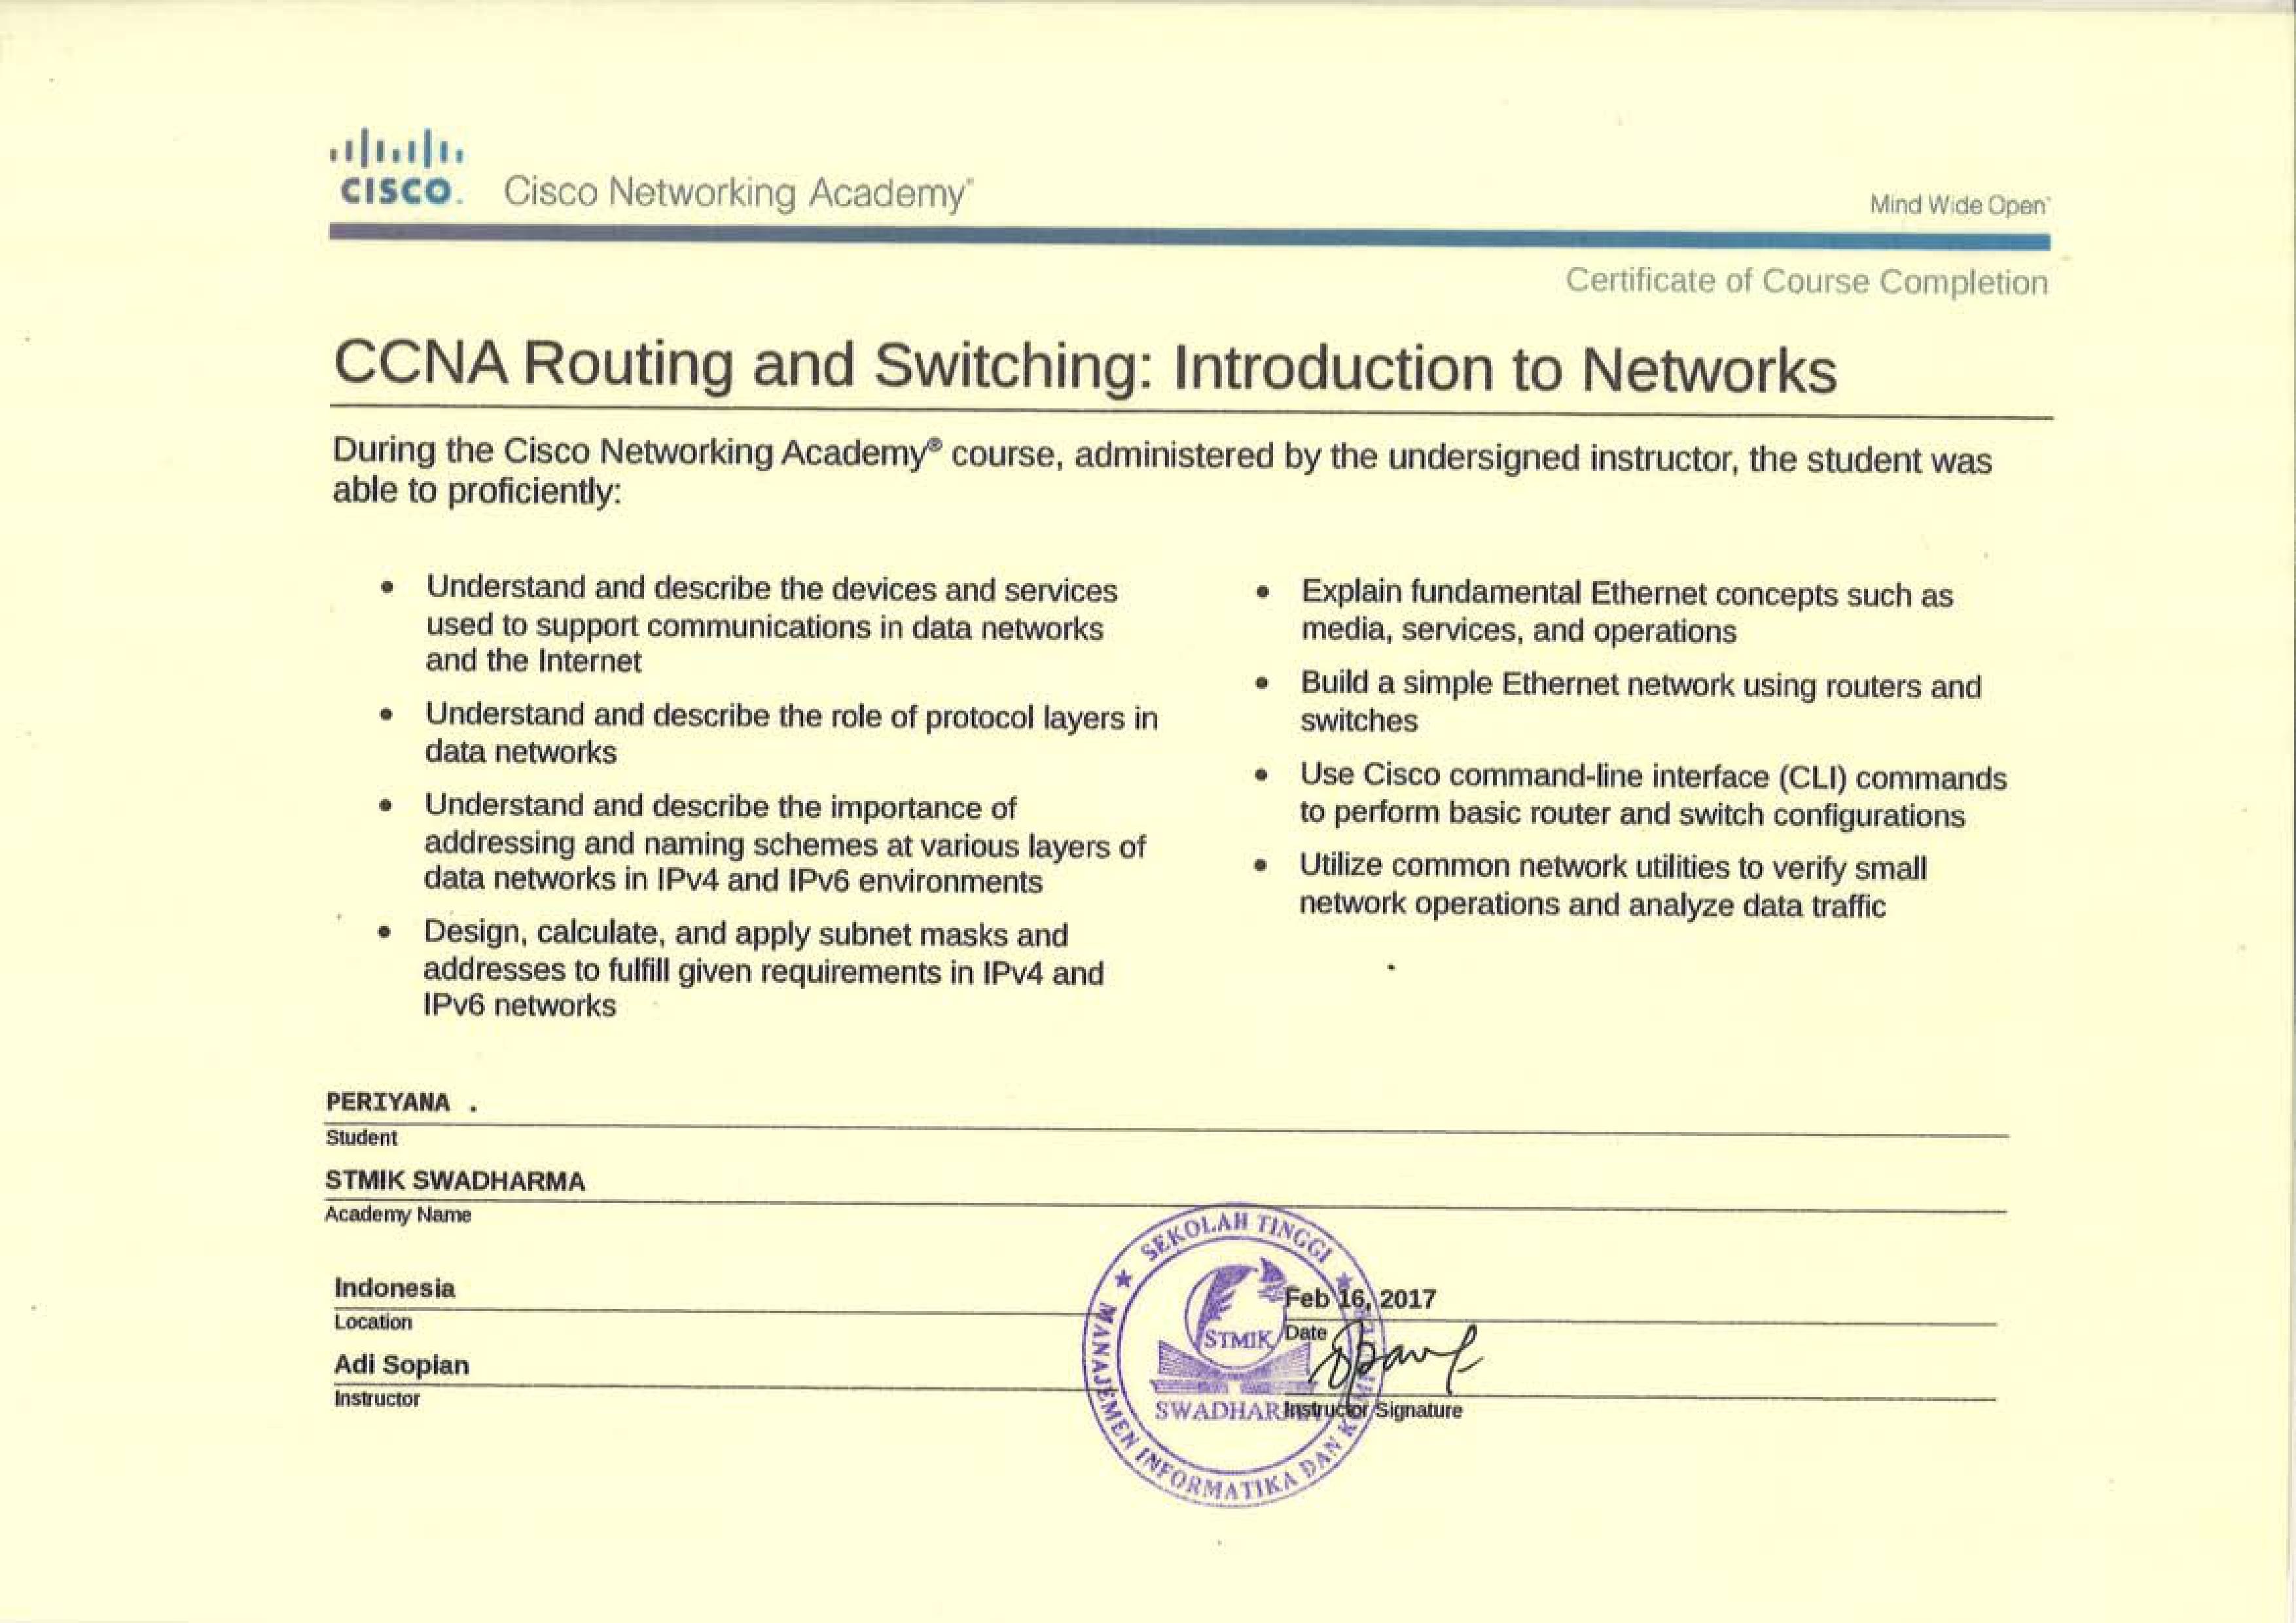 CISCO. Cisco Networking Academy®
Mind Wide Open™
Certificate of Course Completion
CCNA Routing and Switching: Introduction to Networks
During the Cisco Networking Academy® course, administered by the undersigned instructor, the student was
able to proficiently:
• Understand and describe the devices and services
used to support communications in data networks
and the Internet
• Understand and describe the role of protocol layers in
data networks
• Understand and describe the importance of
addressing and naming schemes at various layers of
data networks in IPv4 and IPv6 environments
• Design, calculate, and apply subnet masks and
addresses to fulfill given requirements in IPv4 and
IPv6 networks
• Explain fundamental Ethernet concepts such as
media, services, and operations
• Build a simple Ethernet network using routers and
switches
• Use Cisco command-line interface (CLI) commands
to perform basic router and switch configurations
• Utilize common network utilities to verify small
network operations and analyze data traffic
PERIYANA .
Student
STMIK SWADHARMA
Academy Name
Indonesia
Location
Feb 16, 2017
Date
Adi Sopian
Instructor
Instructor Signature
SEKOLAH TINGGI
MANAJEMEN INFORMATIKA DAN
STMIK